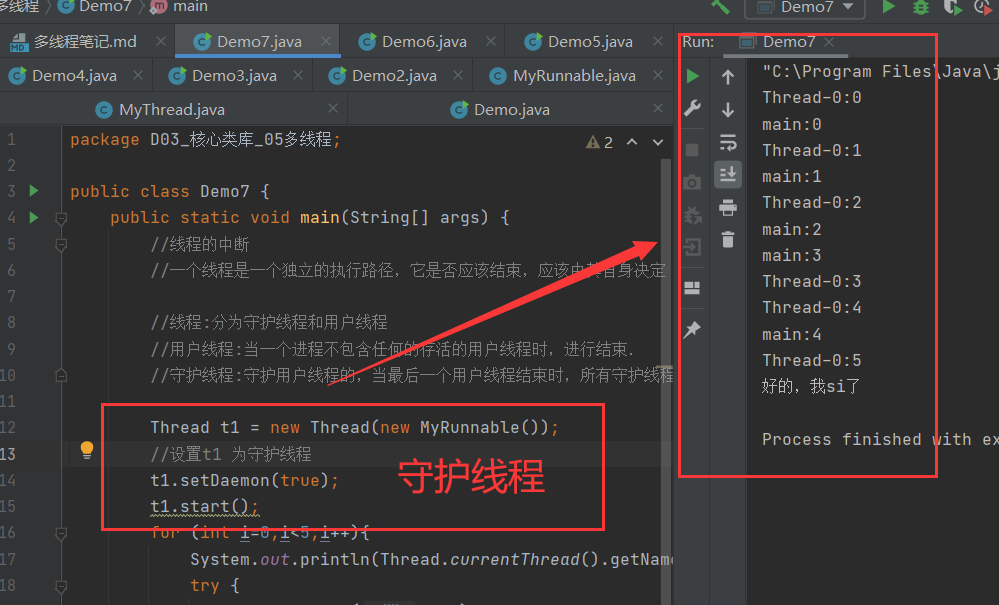 多线程 Demo7 main
Demo7
多线程笔记.md Demo7.java Demo6.java Demo5.java
Demo4.java Demo3.java Demo2.java MyRunnable.java
MyThread.java Demo.java
1 package D03_核心类库_05多线程;
2
3 public class Demo7 {
4 public static void main(String[] args) {
5 //线程的中断
6 //一个线程是一个独立的执行路径，它是否应该结束，应该由其自身决定
7
8 //线程:分为守护线程和用户线程
9 //用户线程:当一个进程不包含任何的存活的用户线程时，进行结束.
10 //守护线程:守护用户线程的，当最后一个用户线程结束时，所有守护线程
11
12 Thread t1 = new Thread(new MyRunnable());
13 //设置t1 为守护线程
14 t1.setDaemon(true);
15 t1.start();
16 for (int i=0;i<5;i++){
17 System.out.println(Thread.currentThread().getName
18 try {
2
守护线程
Run: Demo7
"C:\Program Files\Java\j
Thread-0:0
main:0
Thread-0:1
main:1
Thread-0:2
main:2
main:3
Thread-0:3
Thread-0:4
main:4
Thread-0:5
好的，我si了
Process finished with ex